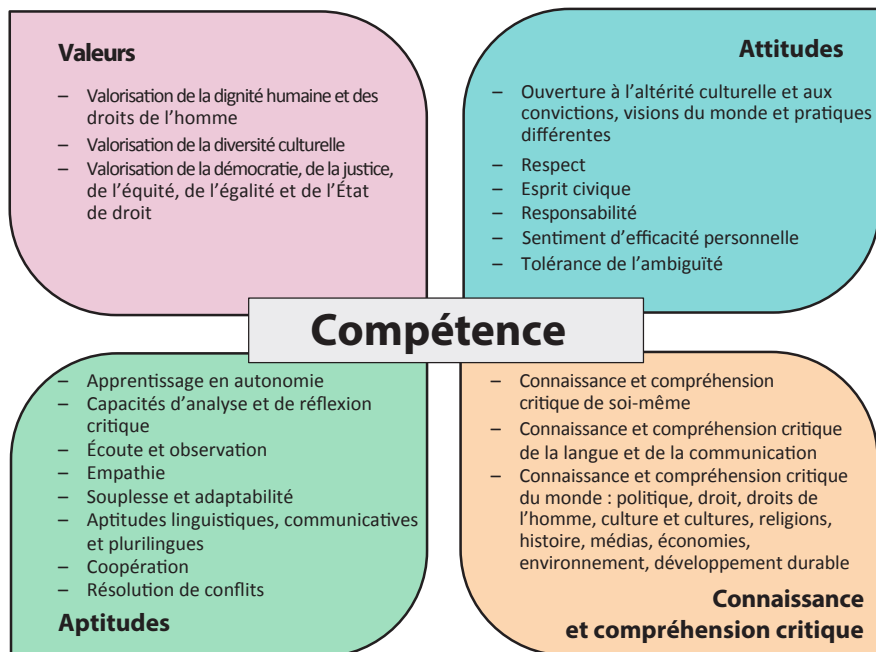 Valeurs
– Valorisation de la dignité humaine et des
droits de l’homme
– Valorisation de la diversité culturelle
– Valorisation de la démocratie, de la justice,
de l’équité, de l’égalité et de l’État
de droit
Attitudes
– Ouverture à l’altérité culturelle et aux
convictions, visions du monde et pratiques
différentes
– Respect
– Esprit civique
– Responsabilité
– Sentiment d’efficacité personnelle
– Tolérance de l’ambiguïté
Compétence
– Apprentissage en autonomie
– Capacités d’analyse et de réflexion
critique
– Écoute et observation
– Empathie
– Souplesse et adaptabilité
– Aptitudes linguistiques, communicatives
et plurilingues
– Coopération
– Résolution de conflits
Aptitudes
– Connaissance et compréhension
critique de soi-même
– Connaissance et compréhension critique
de la langue et de la communication
– Connaissance et compréhension critique
du monde : politique, droit, droits de
l’homme, culture et cultures, religions,
histoire, médias, économies,
environnement, développement durable
Connaissance
et compréhension critique